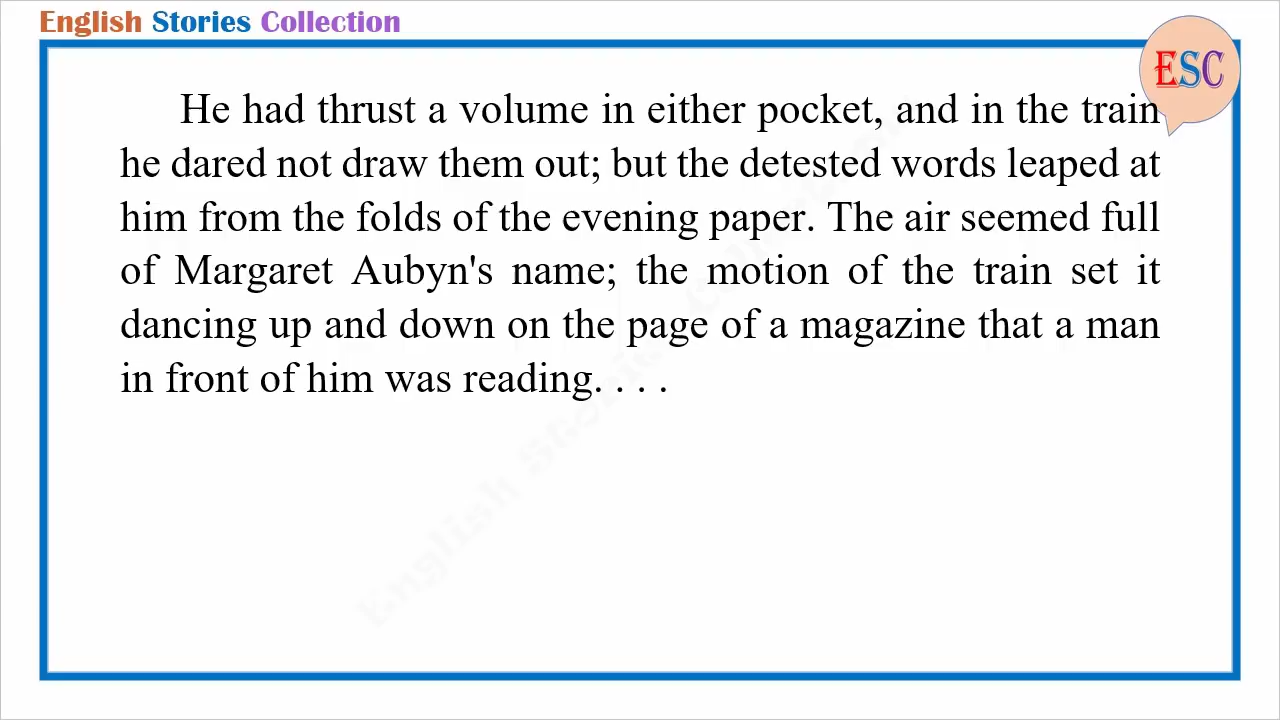 English Stories Collection
ESC
He had thrust a volume in either pocket, and in the train
he dared not draw them out; but the detested words leaped at
him from the folds of the evening paper. The air seemed full
of Margaret Aubyn's name; the motion of the train set it
dancing up and down on the page of a magazine that a man
in front of him was reading. . . .